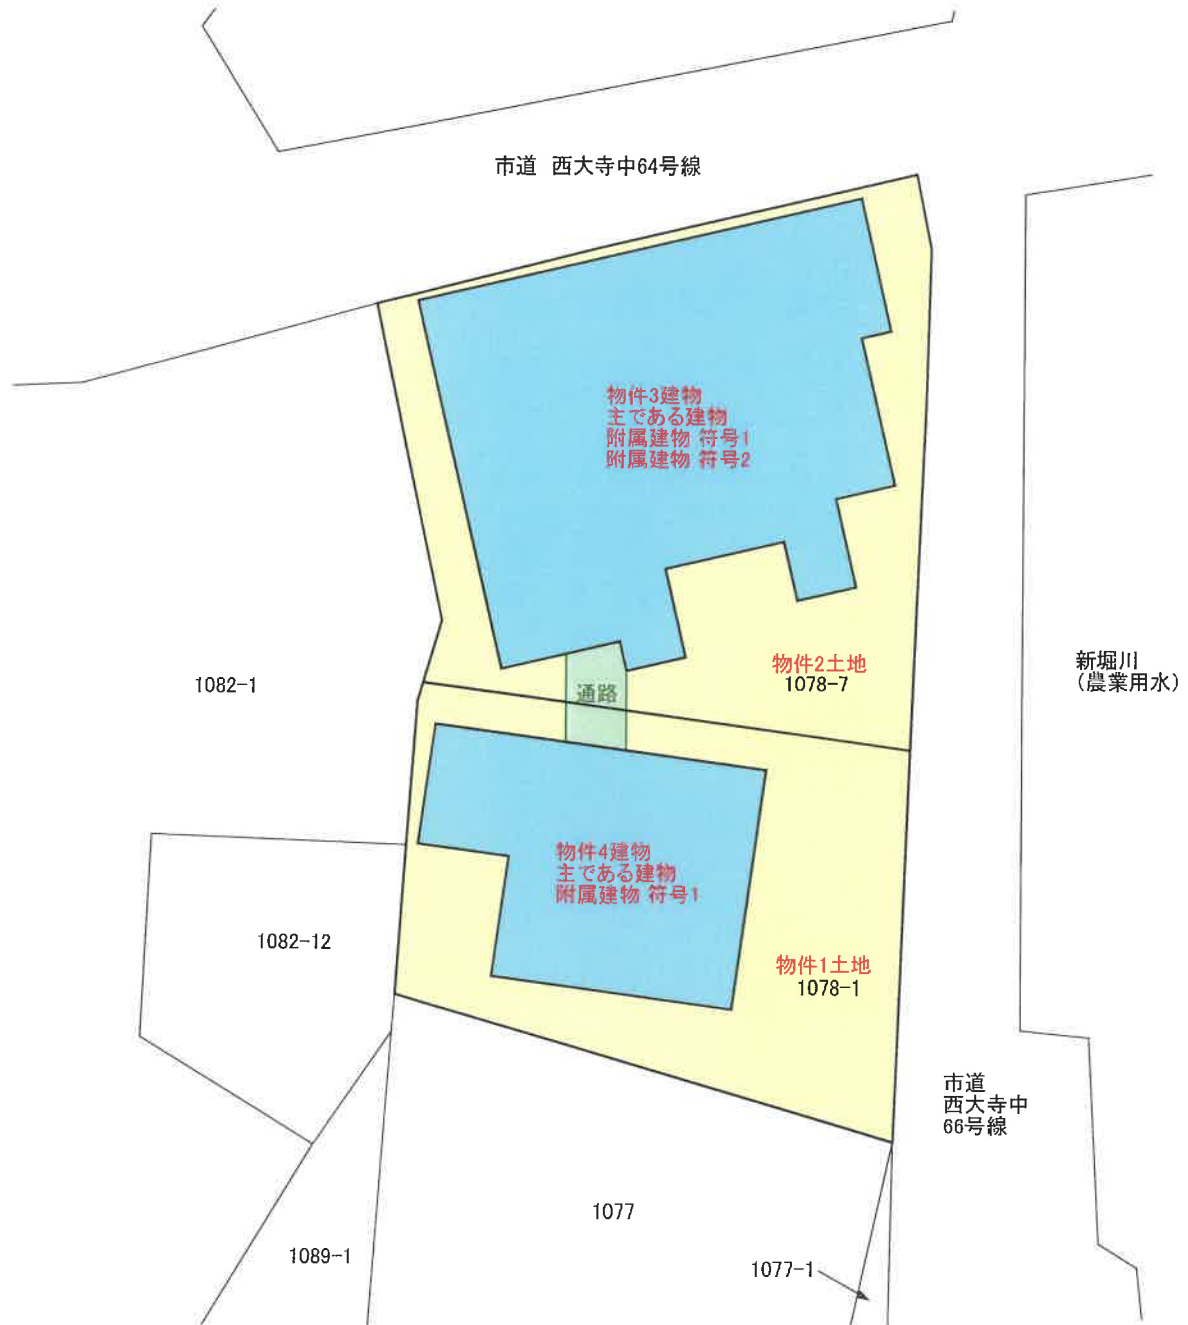 市道 西大寺中64号線
物件3建物
主である建物
附属建物 符号1
附属建物 符号2
物件2土地
1078-7
新堀川
（農業用水）
1082-1
通路
物件4建物
主である建物
附属建物 符号1
1082-12
物件1土地
1078-1
市道
西大寺中
66号線
1077
1089-1
1077-1